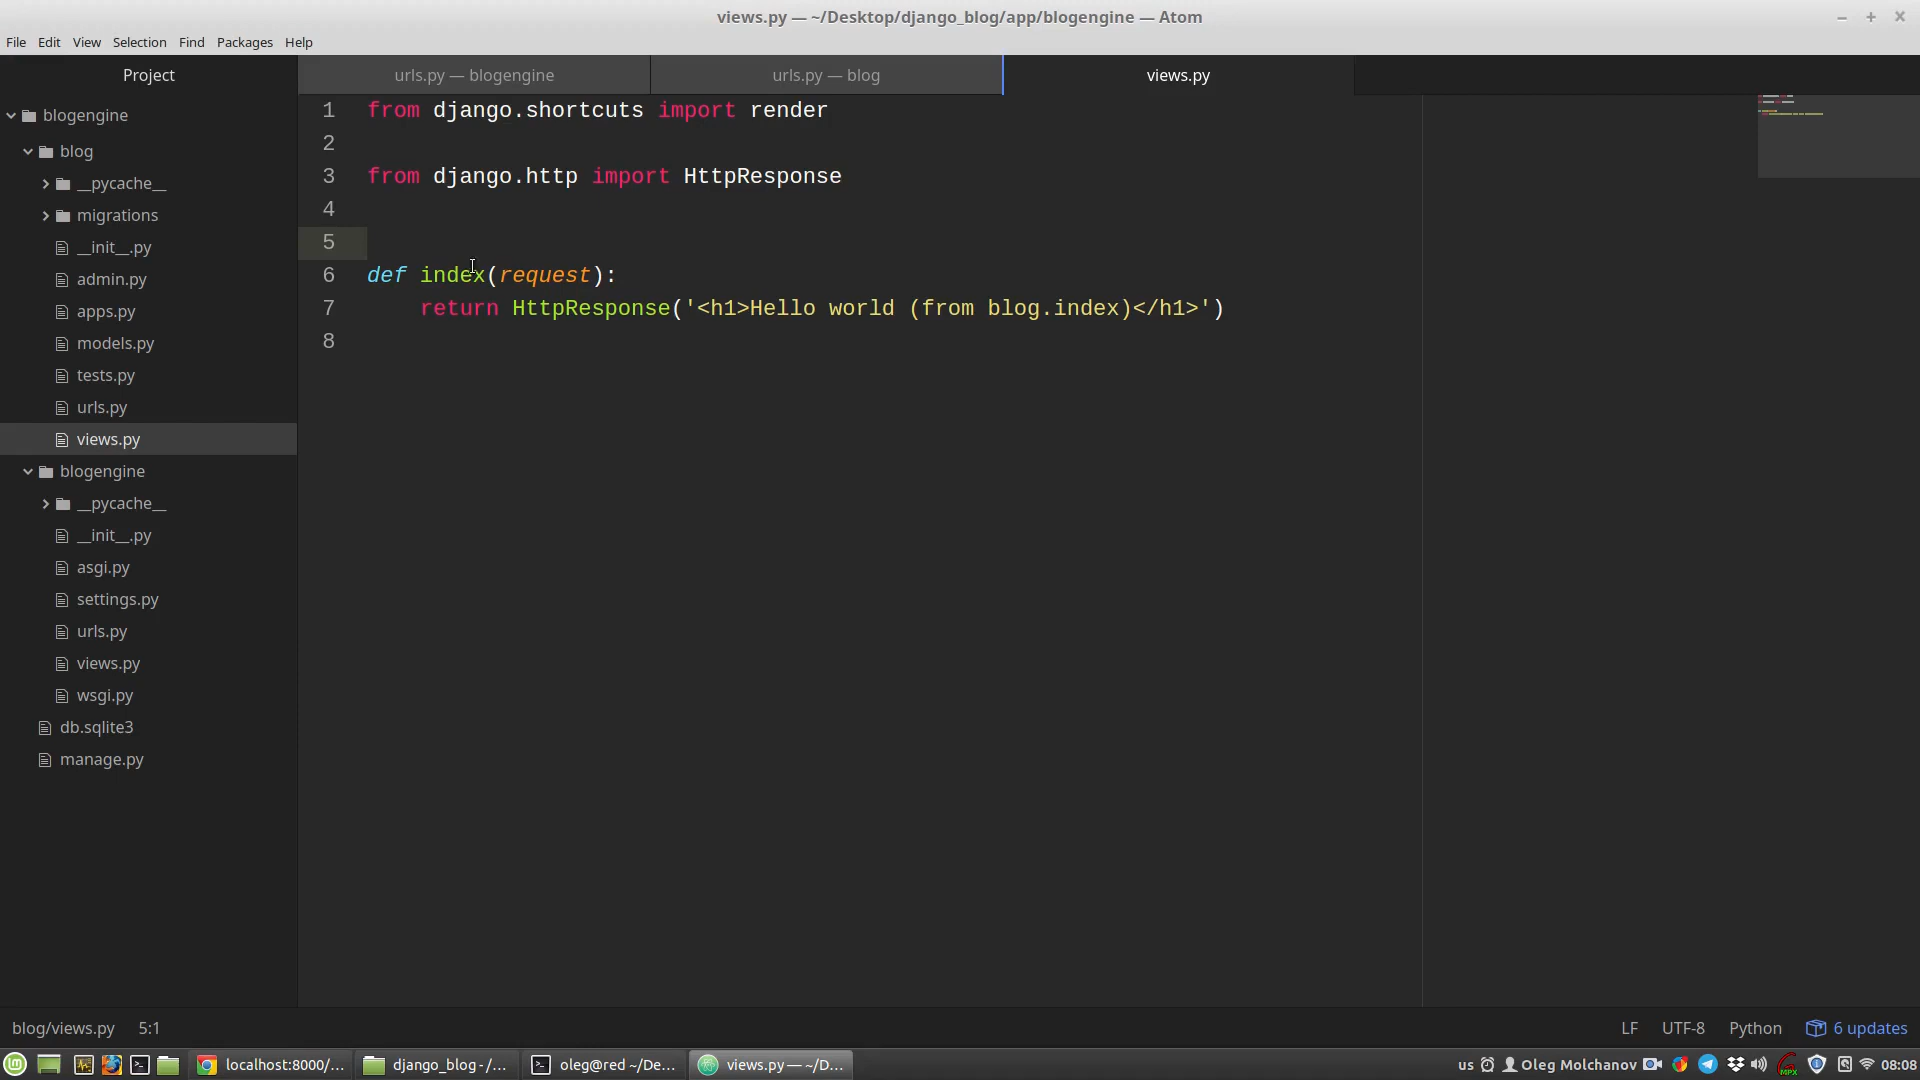 views.py — ~/Desktop/django_blog/app/blogengine — Atom
File Edit View Selection Find Packages Help
Project
urls.py — blogengine
urls.py — blog
views.py
blogengine
blog
__pycache__
migrations
__init__.py
admin.py
apps.py
models.py
tests.py
urls.py
views.py
blogengine
__pycache__
__init__.py
asgi.py
settings.py
urls.py
views.py
wsgi.py
db.sqlite3
manage.py
1 from django.shortcuts import render
2
3 from django.http import HttpResponse
4
5
6 def index(request):
7     return HttpResponse('<h1>Hello world (from blog.index)</h1>')
8
blog/views.py 5:1
LF UTF-8 Python 6 updates
localhost:8000/... django_blog - /... oleg@red ~/De... views.py — ~/D... us Oleg Molchanov MPX 08:08